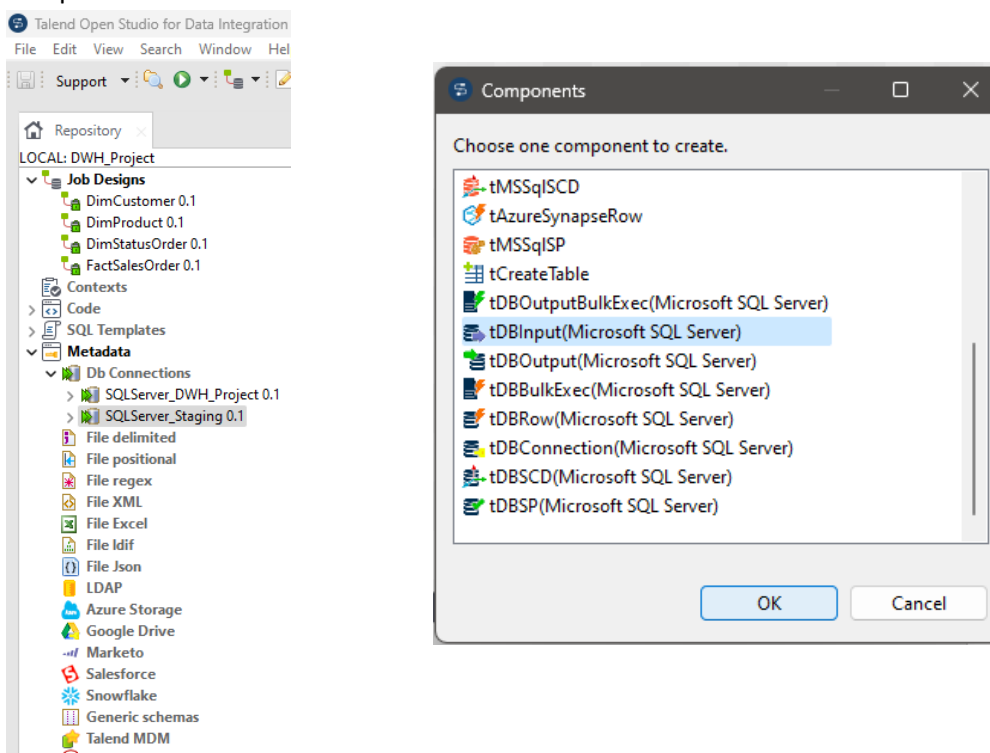 Talend Open Studio for Data Integration
File Edit View Search Window Hel
Support
Repository
LOCAL: DWH_Project
Job Designs
DimCustomer 0.1
DimProduct 0.1
DimStatusOrder 0.1
FactSalesOrder 0.1
Contexts
Code
SQL Templates
Metadata
Db Connections
SQLServer_DWH_Project 0.1
SQLServer_Staging 0.1
File delimited
File positional
File regex
File XML
File Excel
File ldif
File Json
LDAP
Azure Storage
Google Drive
Marketo
Salesforce
Snowflake
Generic schemas
Talend MDM
Components
Choose one component to create.
tMSSqlSCD
tAzureSynapseRow
tMSSqlSP
tCreateTable
tDBOutputBulkExec(Microsoft SQL Server)
tDBInput(Microsoft SQL Server)
tDBOutput(Microsoft SQL Server)
tDBBulkExec(Microsoft SQL Server)
tDBRow(Microsoft SQL Server)
tDBConnection(Microsoft SQL Server)
tDBSCD(Microsoft SQL Server)
tDBSP(Microsoft SQL Server)
OK Cancel